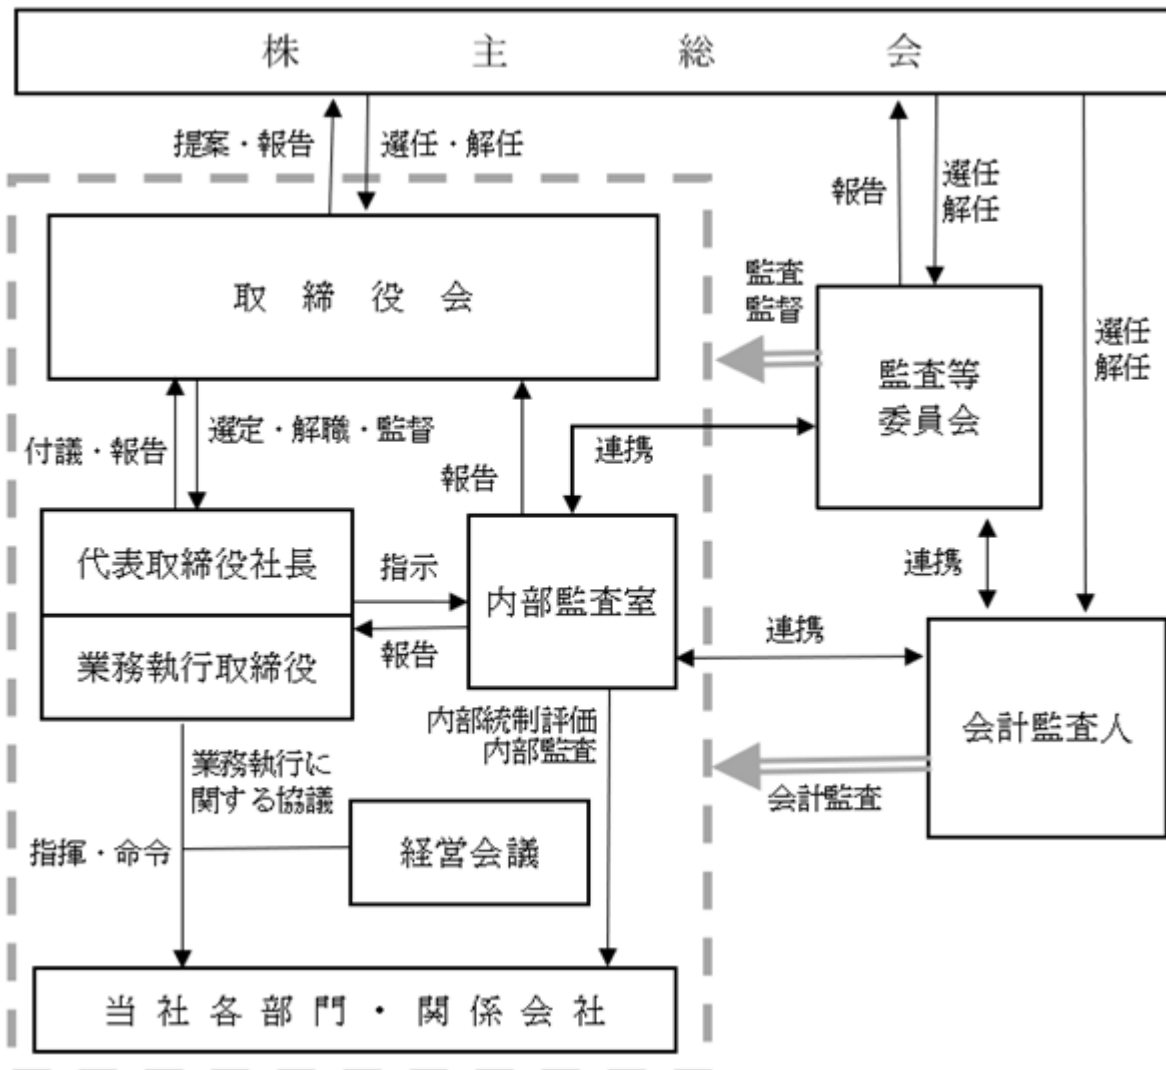 株主総会
提案・報告
選任・解任
報告
選任
解任
選任
解任
取締役会
監査
監督
監査等
委員会
付議・報告
選定・解職・監督
報告
連携
代表取締役社長
業務執行取締役
指示
報告
内部監査室
連携
連携
会計監査人
業務執行に
関する協議
内部統制評価
内部監査
会計監査
指揮・命令
経営会議
当社各部門・関係会社